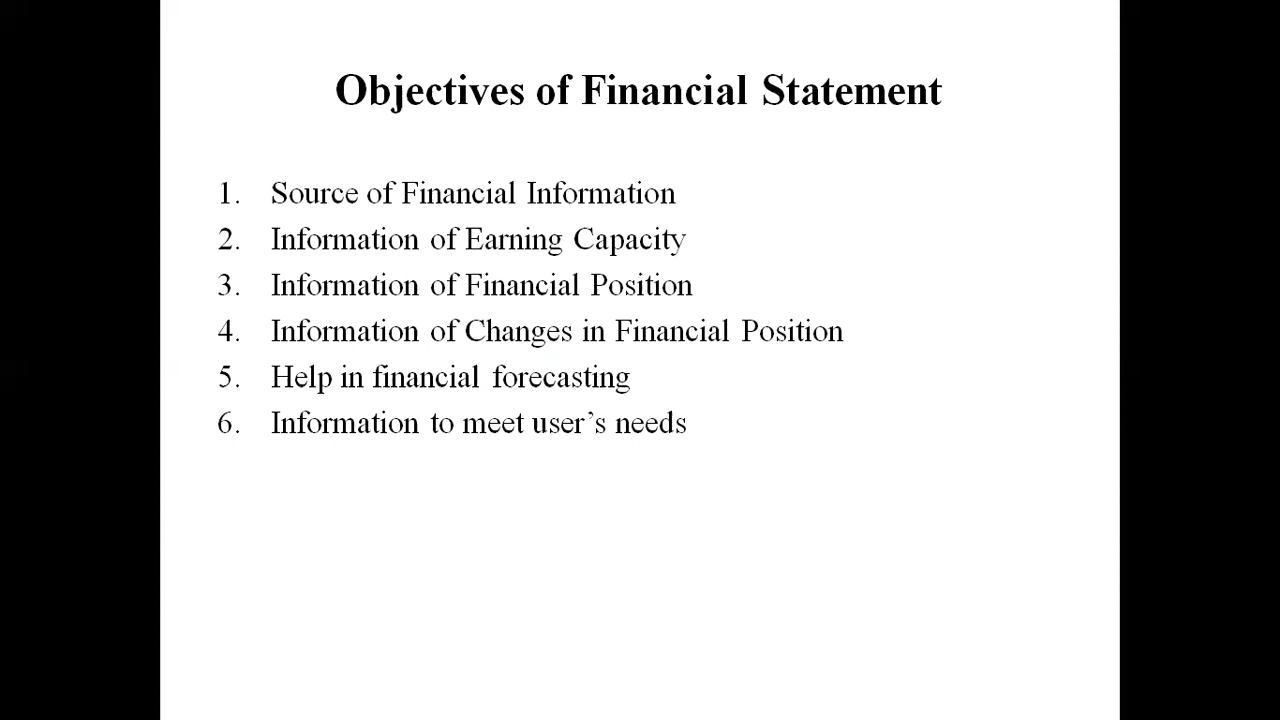 Objectives of Financial Statement
1. Source of Financial Information
2. Information of Earning Capacity
3. Information of Financial Position
4. Information of Changes in Financial Position
5. Help in financial forecasting
6. Information to meet user’s needs